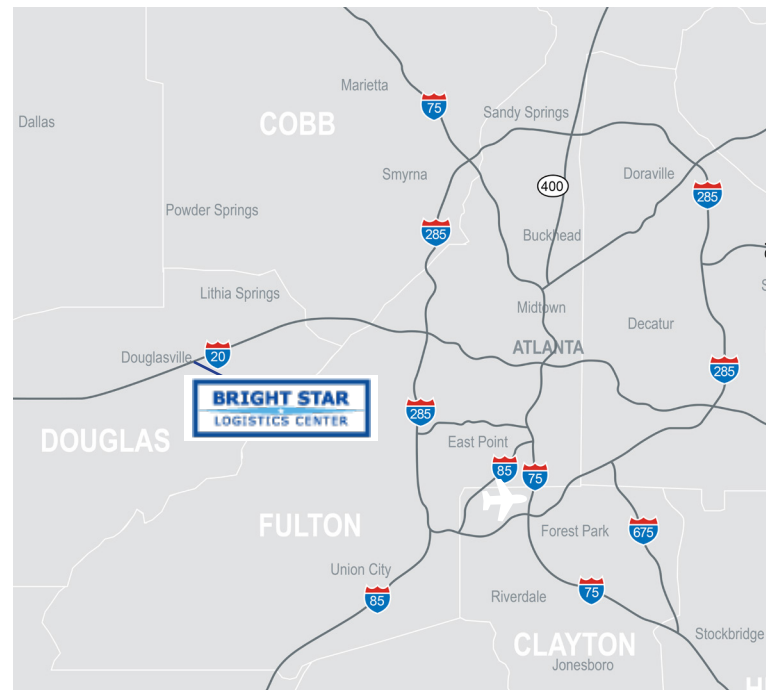 Marietta
75
Sandy Springs
Dallas
COBB
Smyrna
400
Doraville
285
Powder Springs
285
Buckhead
Lithia Springs
Midtown
Decatur
Douglasville
20
ATLANTA
285
BRIGHT STAR
LOGISTICS CENTER
285
DOUGLAS
East Point
85
75
FULTON
Forest Park
675
Union City
85
Riverdale
75
CLAYTON
Stockbridge
Jonesboro